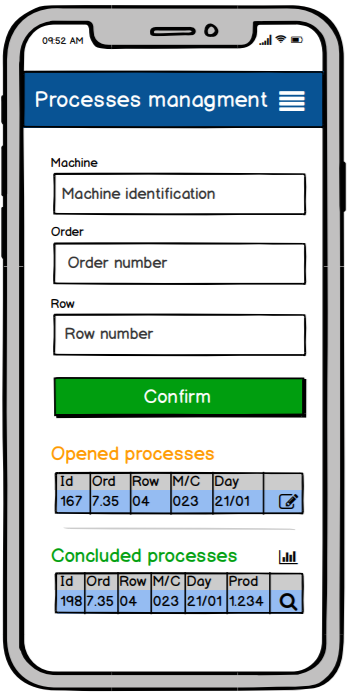 09:52 AM
Processes managment
Machine
Machine identification
Order
Order number
Row
Row number
Confirm
Opened processes
Id Ord Row M/C Day
167 7.35 04 023 21/01
Concluded processes
Id Ord Row M/C Day Prod
198 7.35 04 023 21/01 1.234